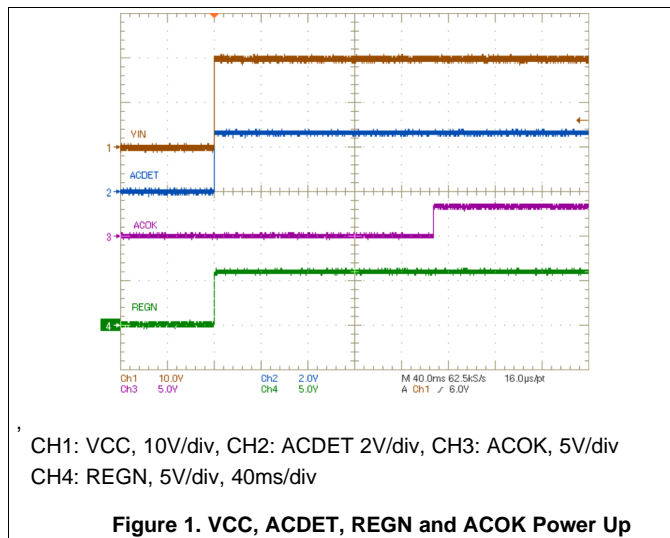 VIN
1
ACDET
2
ACOK
3
REGN
4
Ch1 10.0V Ch2 2.0V M 40.0ms 62.5kS/s 16.0µs/pt
Ch3 5.0V Ch4 5.0V A Ch1 / 6.0V
,
CH1: VCC, 10V/div, CH2: ACDET 2V/div, CH3: ACOK, 5V/div
CH4: REGN, 5V/div, 40ms/div
Figure 1. VCC, ACDET, REGN and ACOK Power Up